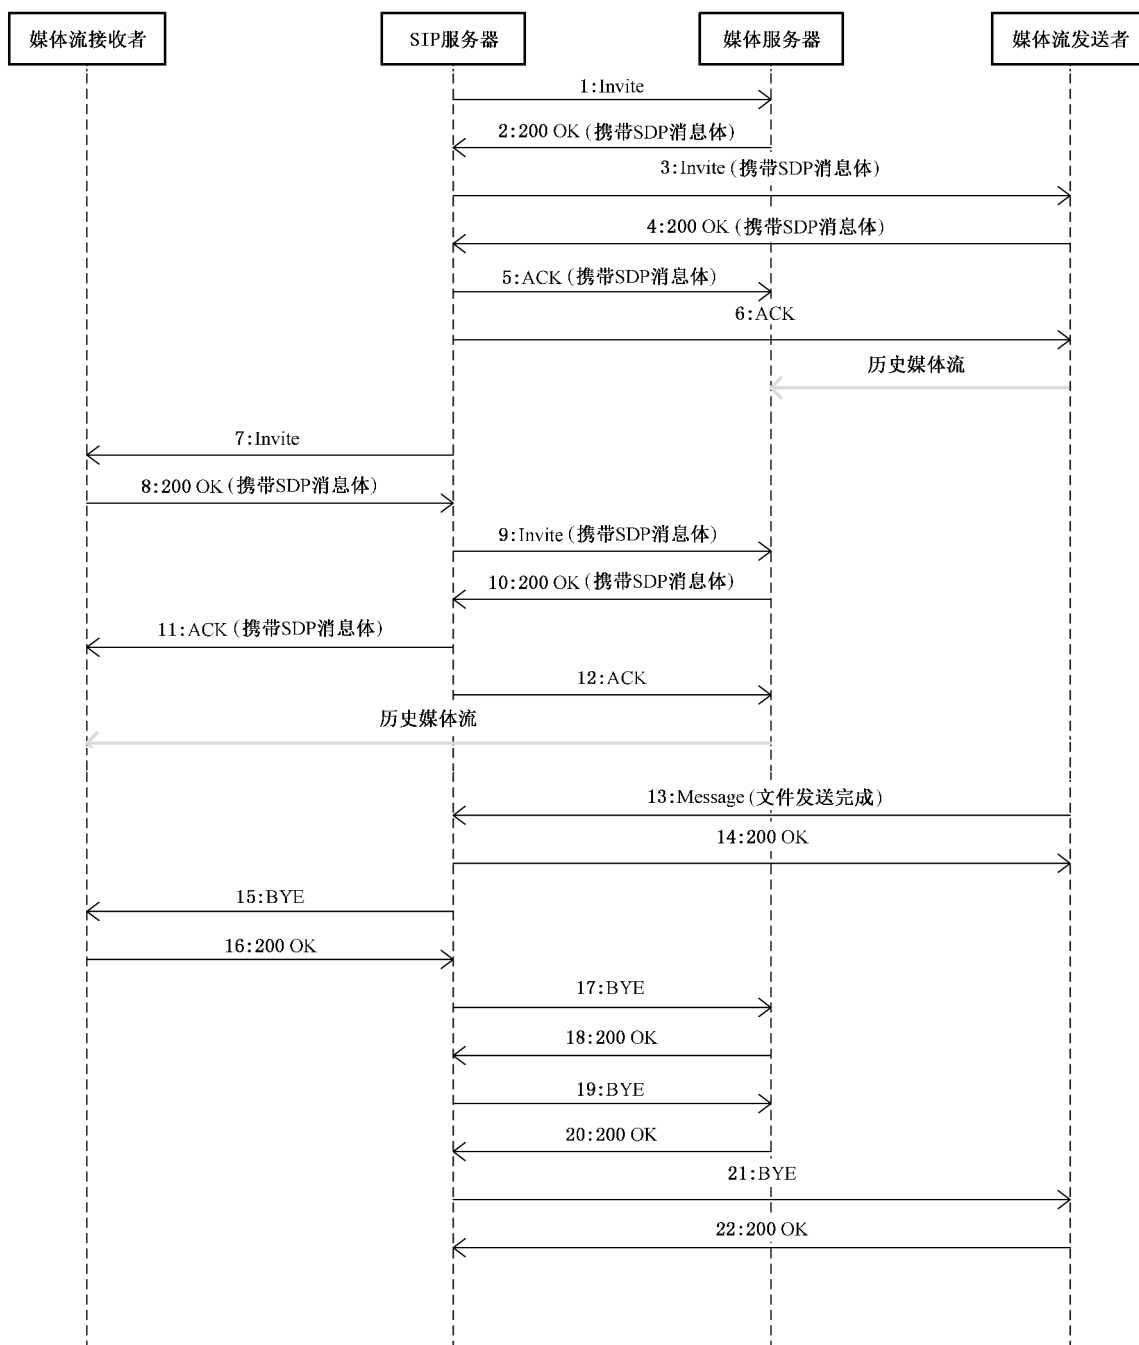 媒体流接收者
SIP服务器
媒体服务器
媒体流发送者
1:Invite
2:200 OK(携带SDP消息体)
3:Invite(携带SDP消息体)
4:200 OK(携带SDP消息体)
5:ACK(携带SDP消息体)
6:ACK
历史媒体流
7:Invite
8:200 OK(携带SDP消息体)
9:Invite(携带SDP消息体)
10:200 OK(携带SDP消息体)
11:ACK(携带SDP消息体)
12:ACK
历史媒体流
13:Message(文件发送完成)
14:200 OK
15:BYE
16:200 OK
17:BYE
18:200 OK
19:BYE
20:200 OK
21:BYE
22:200 OK